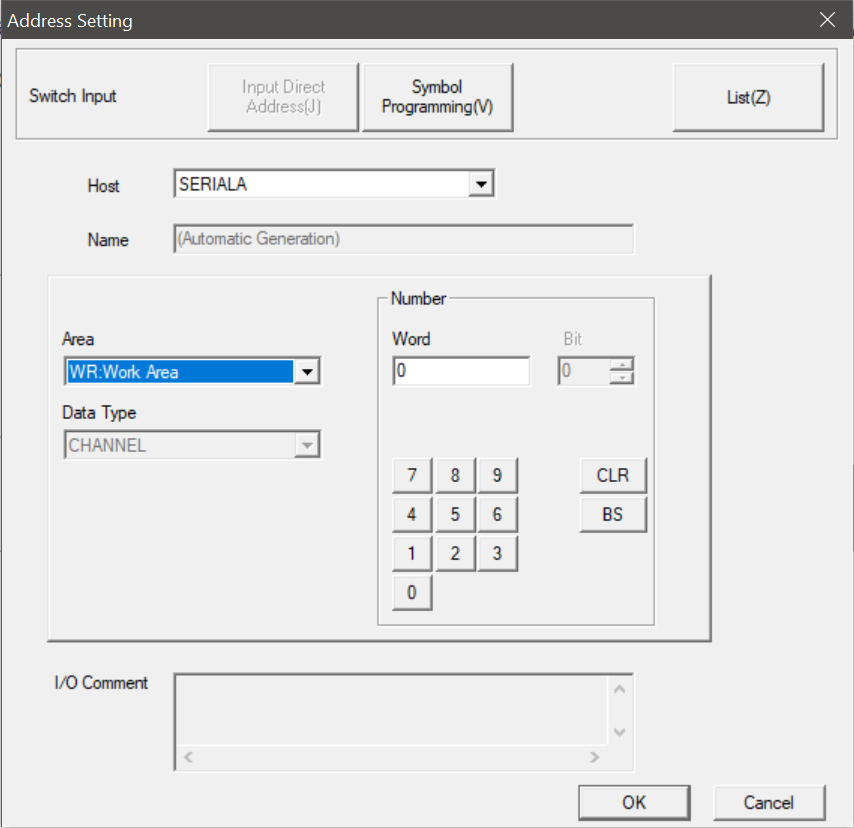 Address Setting
Switch Input
Input Direct
Address(J)
Symbol
Programming(V)
List(Z)
Host
SERIALA
Name
(Automatic Generation)
Number
Area
Word
Bit
WR:Work Area
0
0
Data Type
CHANNEL
7 8 9
CLR
4 5 6
BS
1 2 3
0
I/O Comment
OK
Cancel